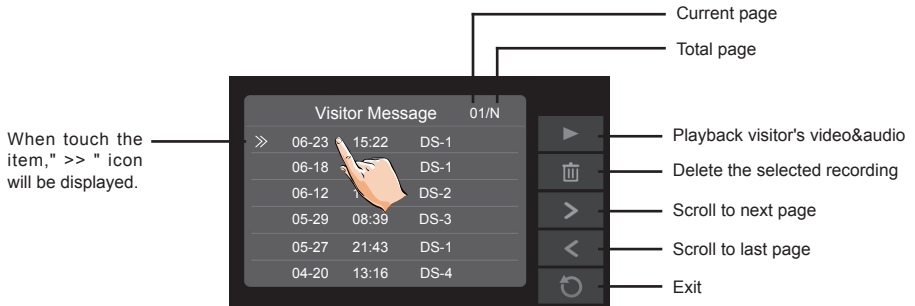 Current page
Total page
Visitor Message 01/N
When touch the
item," >> " icon
will be displayed.
06-23 15:22 DS-1
06-18 DS-1
06-12 DS-2
05-29 08:39 DS-3
05-27 21:43 DS-1
04-20 13:16 DS-4
Playback visitor's video&audio
Delete the selected recording
Scroll to next page
Scroll to last page
Exit